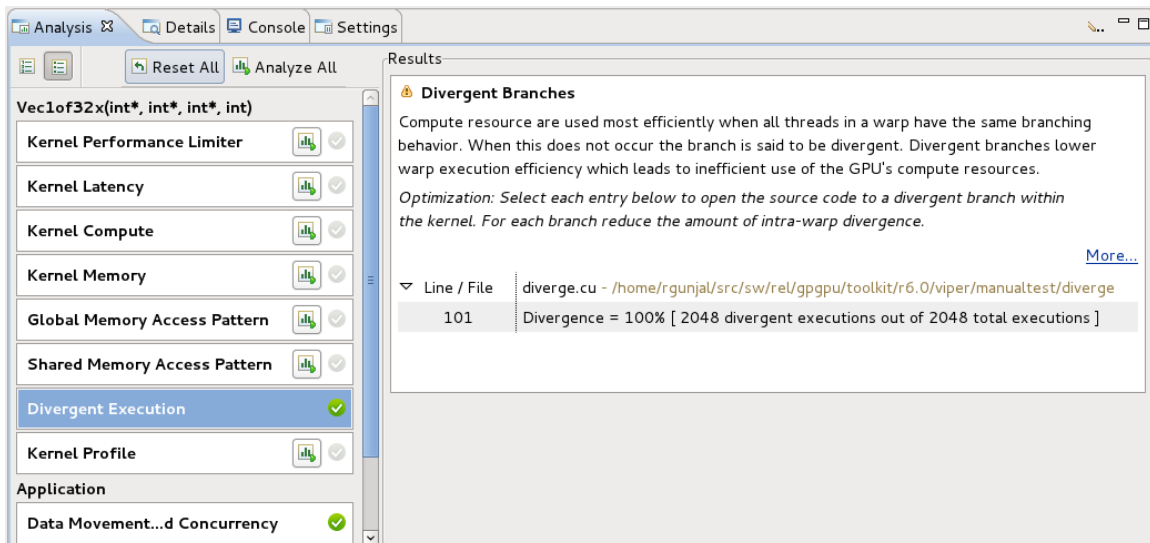 Analysis Details Console Settings
Reset All Analyze All
Vec1of32x(int*, int*, int*, int)
Kernel Performance Limiter
Kernel Latency
Kernel Compute
Kernel Memory
Global Memory Access Pattern
Shared Memory Access Pattern
Divergent Execution
Kernel Profile
Application
Data Movement...d Concurrency
Results
Divergent Branches
Compute resource are used most efficiently when all threads in a warp have the same branching
behavior. When this does not occur the branch is said to be divergent. Divergent branches lower
warp execution efficiency which leads to inefficient use of the GPU's compute resources.
Optimization: Select each entry below to open the source code to a divergent branch within
the kernel. For each branch reduce the amount of intra-warp divergence.
More...
Line / File diverge.cu - /home/rgunjal/src/sw/rel/gpgpu/toolkit/r6.0/viper/manualtest/diverge
101 Divergence = 100% [ 2048 divergent executions out of 2048 total executions ]